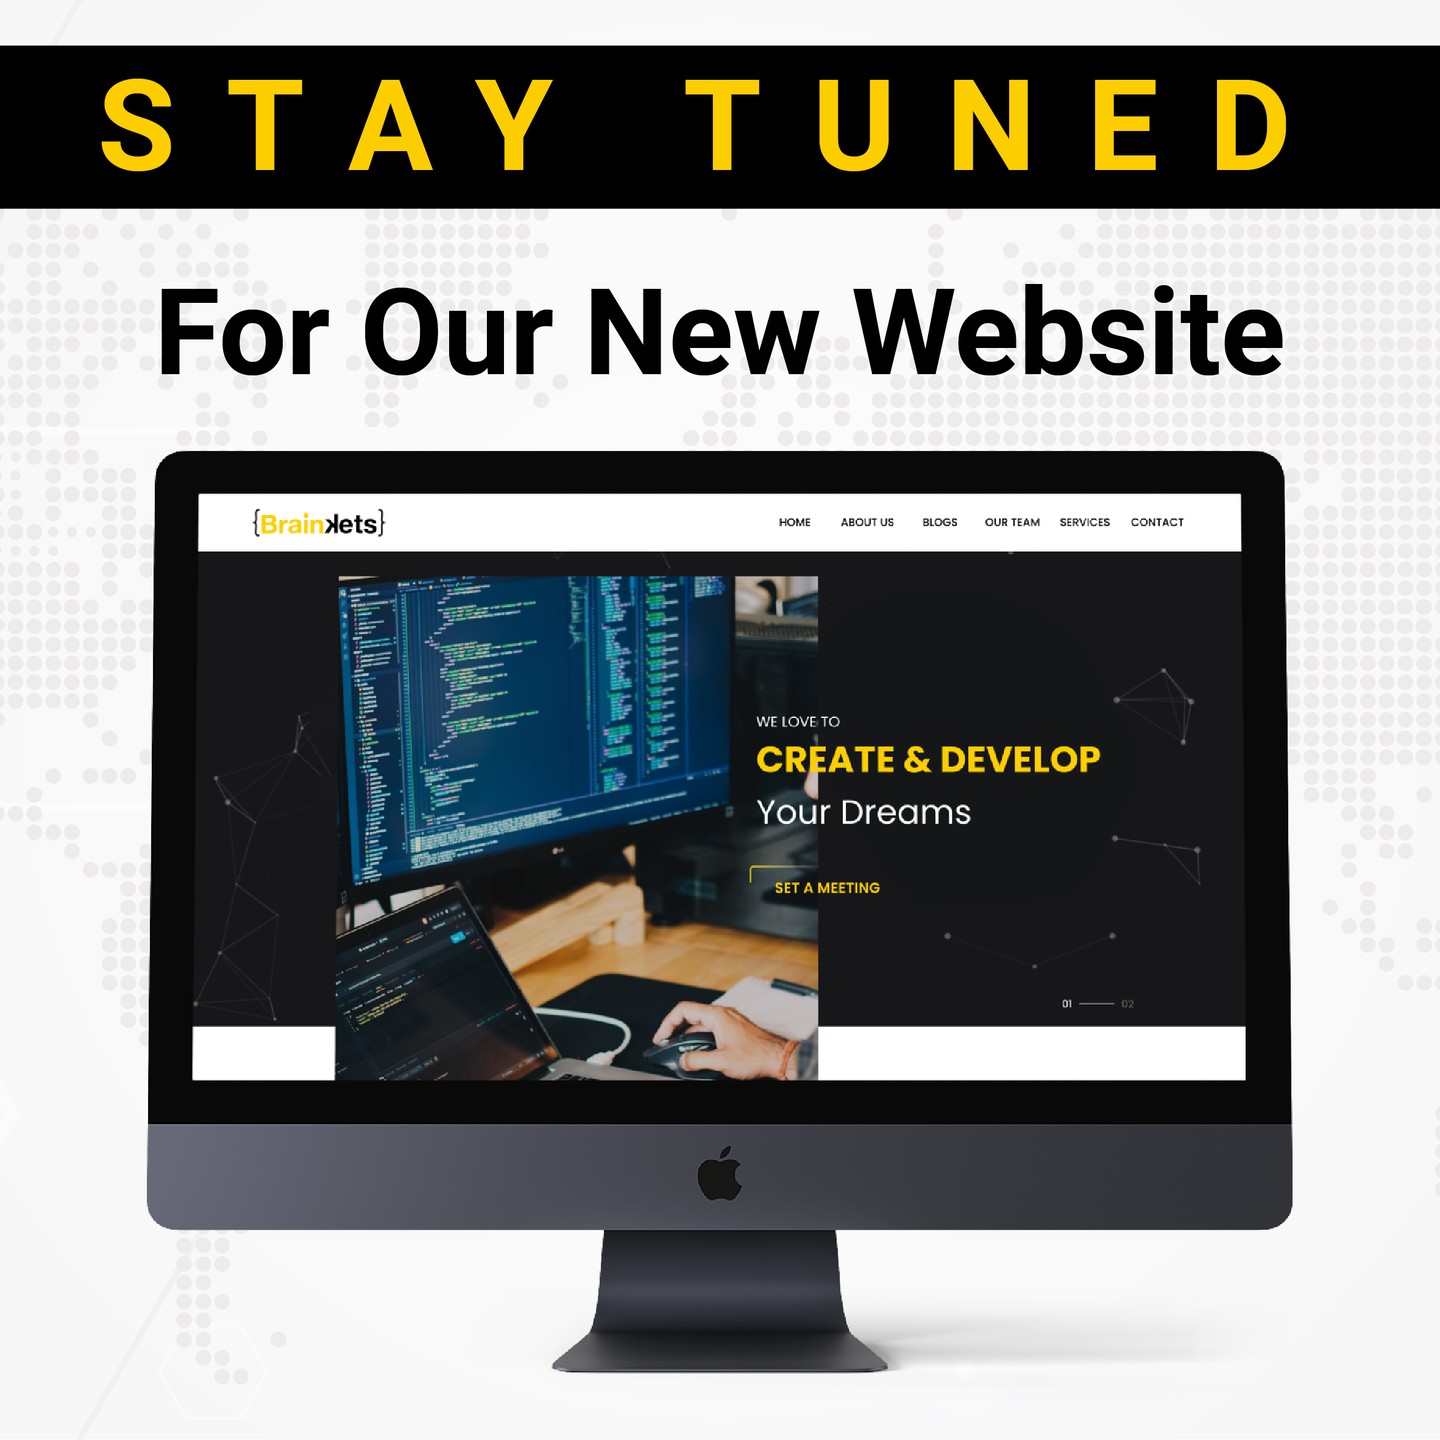 STAY TUNED
For Our New Website
{Brainkets}
HOME ABOUT US BLOGS OUR TEAM SERVICES CONTACT
WE LOVE TO
CREATE & DEVELOP
Your Dreams
SET A MEETING
01 02